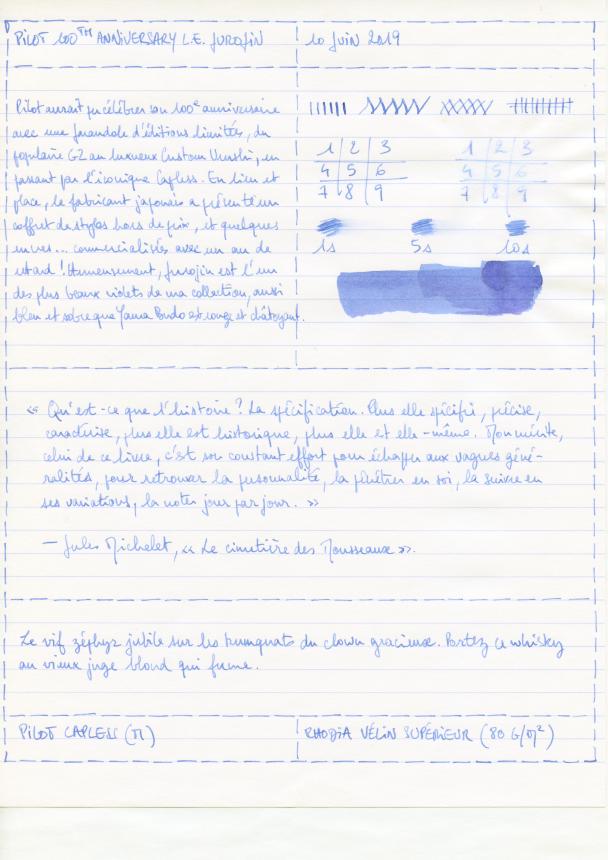 PILOT 100TH ANNIVERSARY L.E. JUROJIN
10 Juin 2019
Pilot aurait pu célébrer son 100e anniversaire
avec une farandole d'éditions limitées, du
populaire G2 au luxueux Custom Urushi, en
passant par l'iconique Capless. En lieu et
place, le fabricant japonais a présenté un
coffret de stylos hors de prix, et quelques
encres... commercialisées avec un an de
retard ! Heureusement, Jurojin est l'un
des plus beaux violets de ma collection, aussi
bleu et sobre que Yama Budo est rouge et châtoyant.
1 2 3
4 5 6
7 8 9
1 2 3
4 5 6
7 8 9
1s 5s 10s
« Qu'est-ce que l'histoire ? La spécification. Plus elle spécifie, précise,
caractérise, plus elle est historique, plus elle est elle-même. Mon mérite,
celui de ce livre, c'est son constant effort pour échapper aux vagues géné-
ralités, pour retrouver la personnalité, la pénétrer en soi, la suivre en
ses variations, la noter jour par jour. »
— Jules Michelet, « Le cimetière des Mousseaux ».
Le vif zéphyr jubile sur les kumquats du clown gracieux. Portez ce whisky
au vieux juge blond qui fume.
PILOT CAPLESS (M)
RHODIA VÉLIN SUPÉRIEUR (80 G/M²)